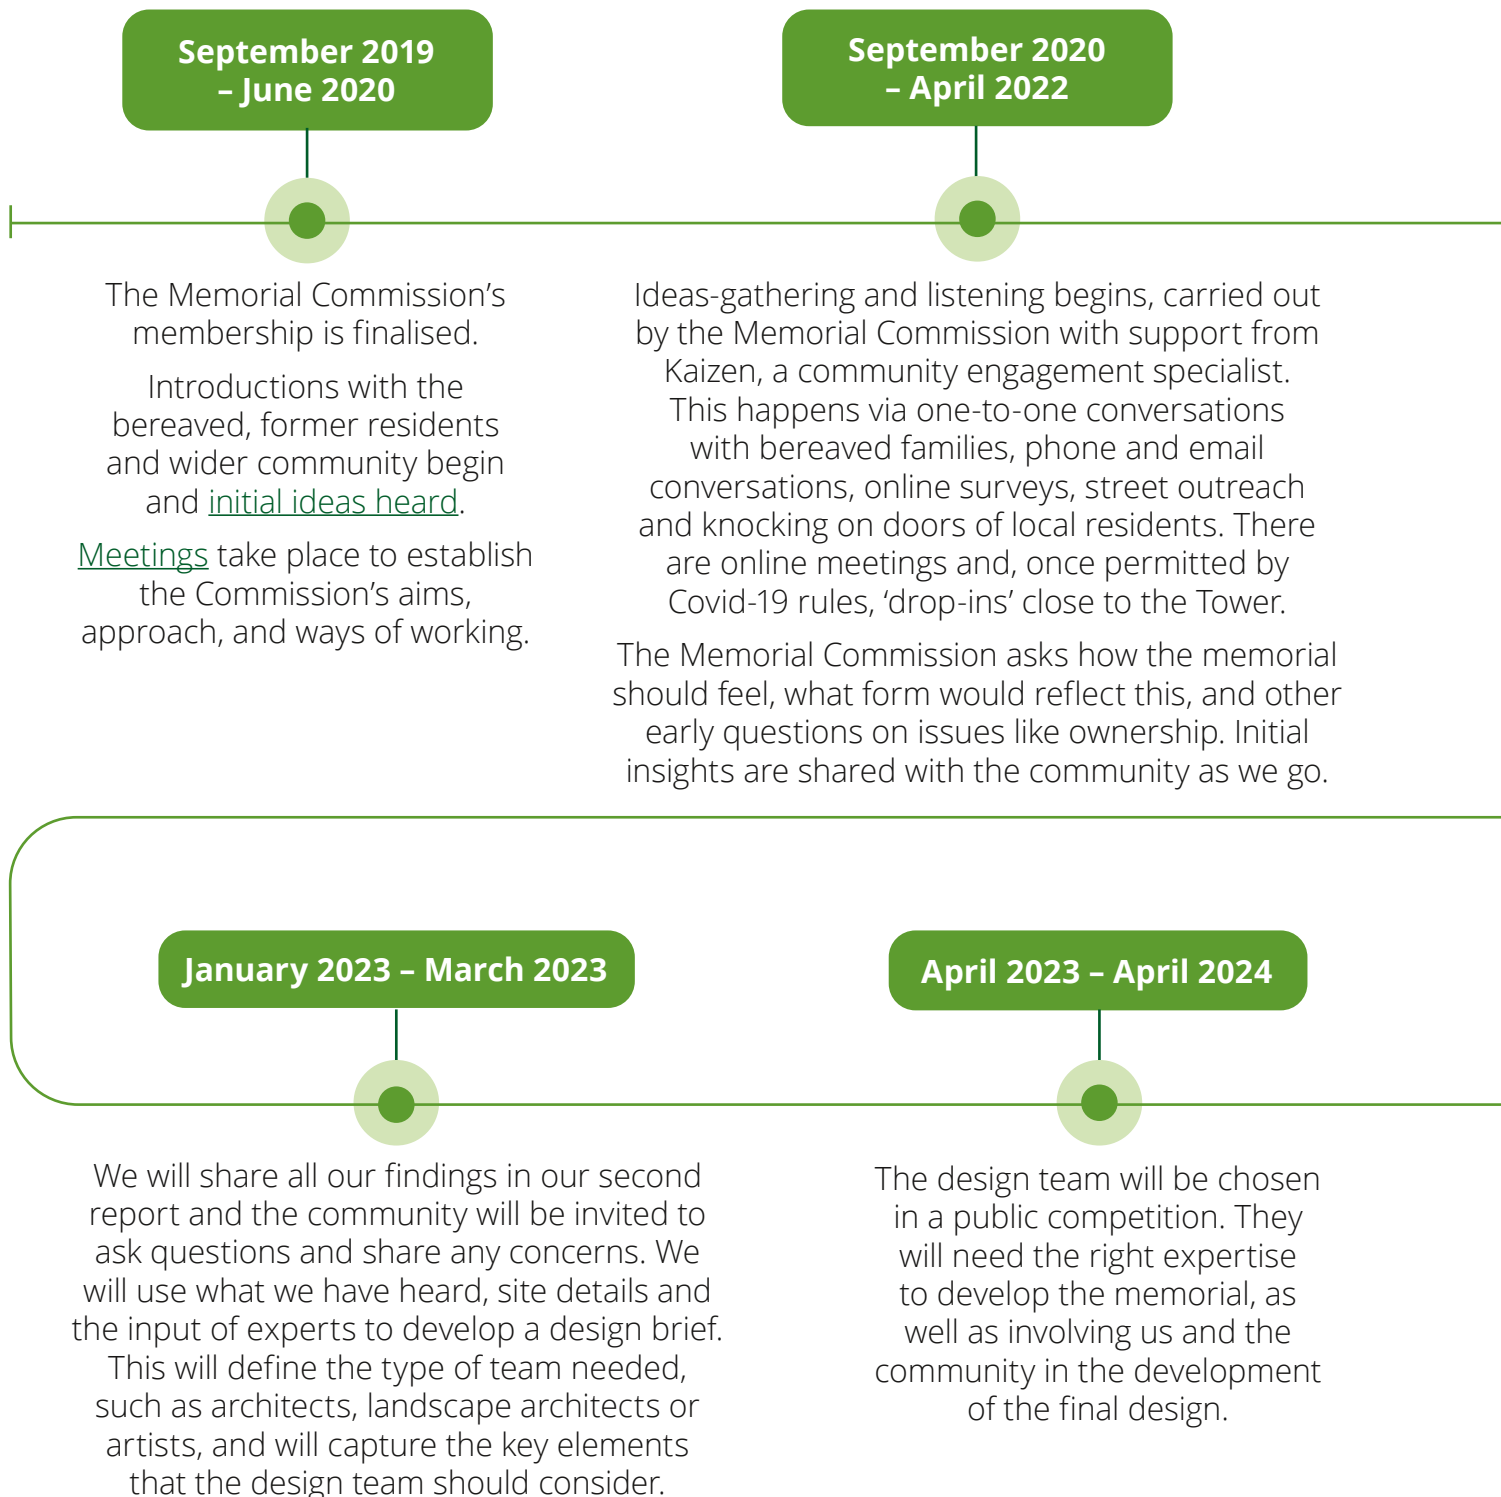 September 2019
– June 2020
The Memorial Commission’s
membership is finalised.
Introductions with the
bereaved, former residents
and wider community begin
and initial ideas heard.
Meetings take place to establish
the Commission’s aims,
approach, and ways of working.
September 2020
– April 2022
Ideas-gathering and listening begins, carried out
by the Memorial Commission with support from
Kaizen, a community engagement specialist.
This happens via one-to-one conversations
with bereaved families, phone and email
conversations, online surveys, street outreach
and knocking on doors of local residents. There
are online meetings and, once permitted by
Covid-19 rules, ‘drop-ins’ close to the Tower.
The Memorial Commission asks how the memorial
should feel, what form would reflect this, and other
early questions on issues like ownership. Initial
insights are shared with the community as we go.
January 2023 – March 2023
We will share all our findings in our second
report and the community will be invited to
ask questions and share any concerns. We
will use what we have heard, site details and
the input of experts to develop a design brief.
This will define the type of team needed,
such as architects, landscape architects or
artists, and will capture the key elements
that the design team should consider.
April 2023 – April 2024
The design team will be chosen
in a public competition. They
will need the right expertise
to develop the memorial, as
well as involving us and the
community in the development
of the final design.